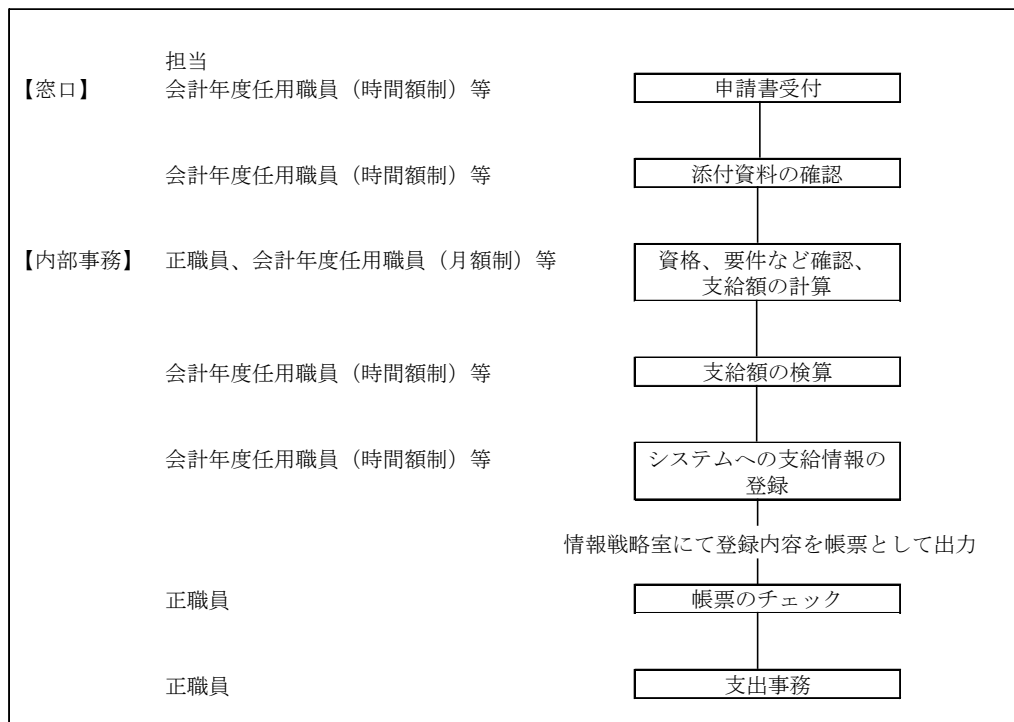 担当
【窓口】 会計年度任用職員（時間額制）等 申請書受付
会計年度任用職員（時間額制）等 添付資料の確認
【内部事務】 正職員、会計年度任用職員（月額制）等 資格、要件など確認、
支給額の計算
会計年度任用職員（時間額制）等 支給額の検算
会計年度任用職員（時間額制）等 システムへの支給情報の
登録
情報戦略室にて登録内容を帳票として出力
正職員 帳票のチェック
正職員 支出事務